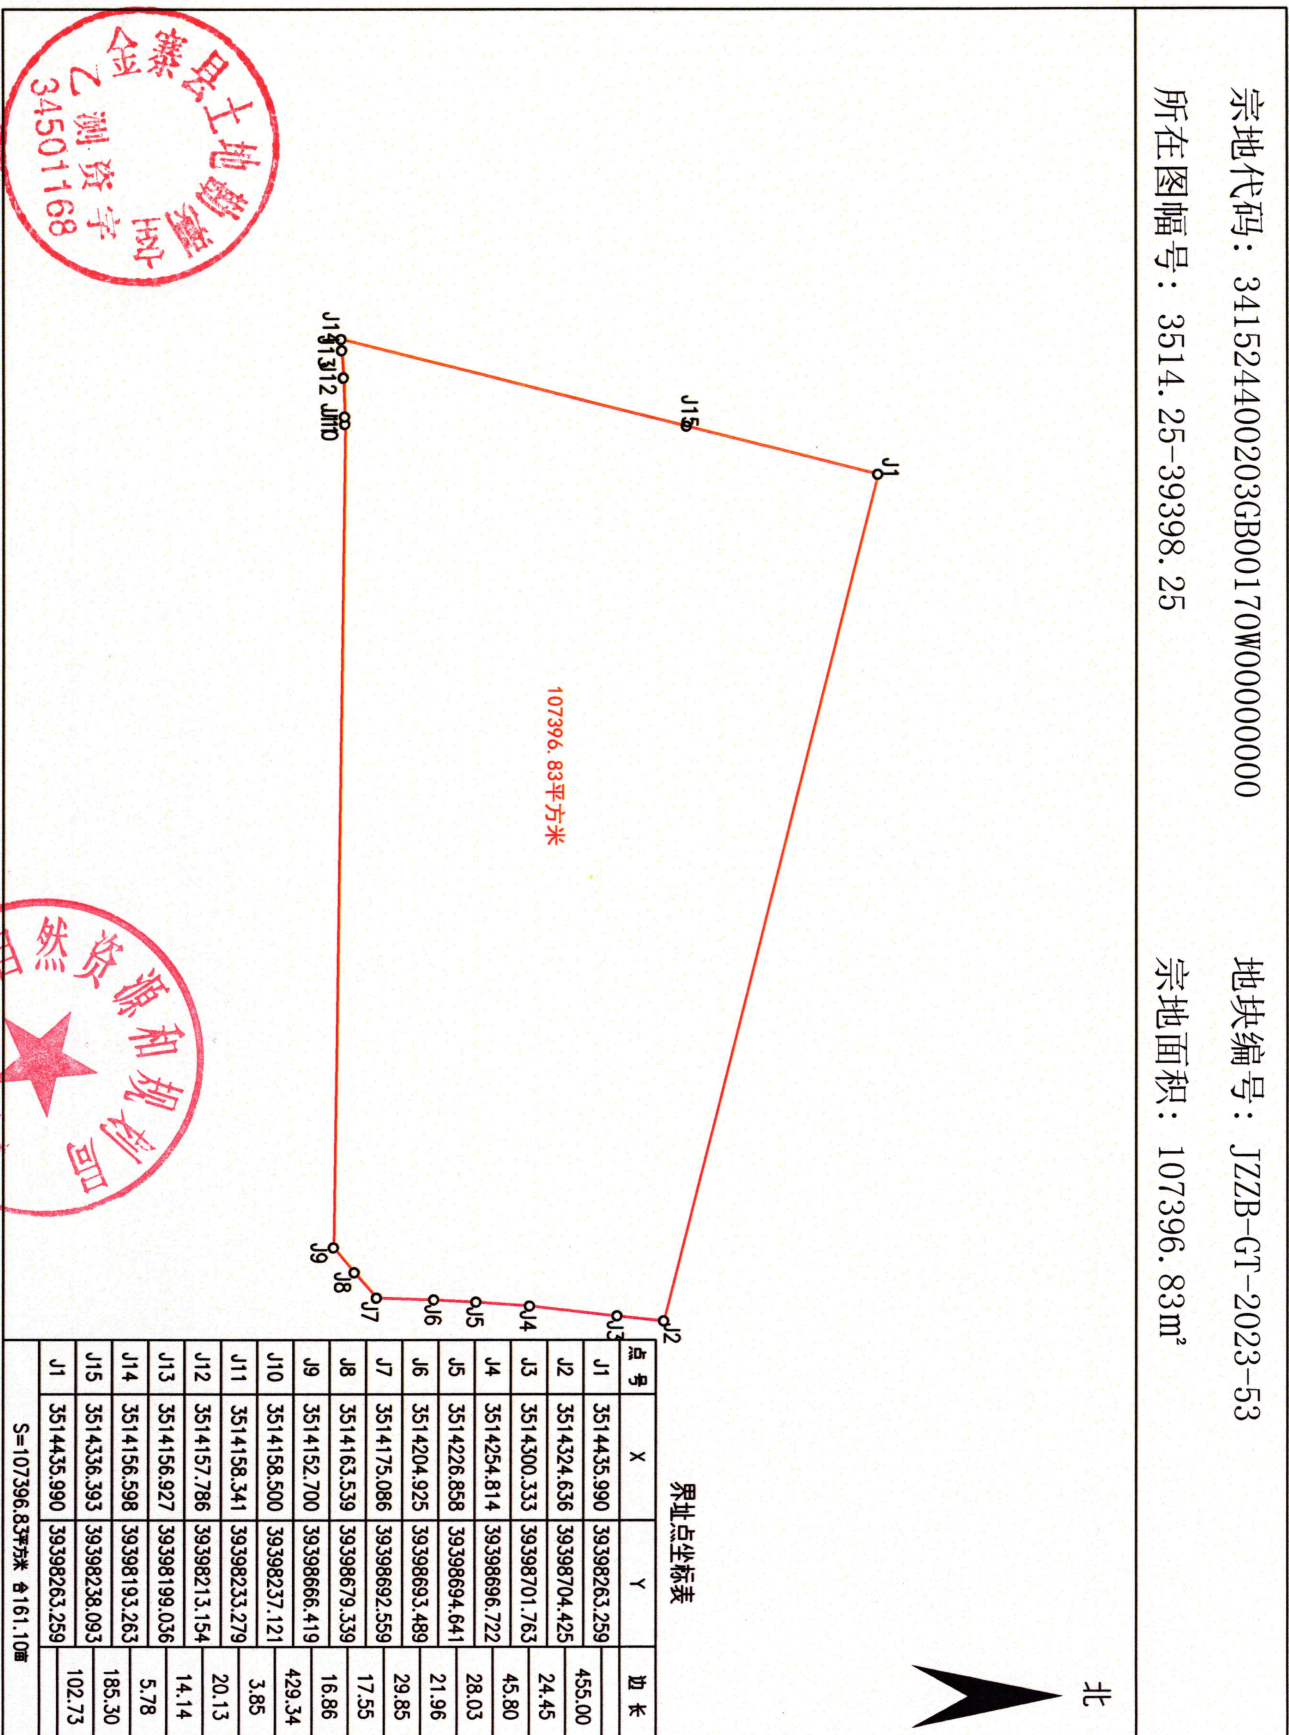 宗地代码：341524400203GB00170W00000000
地块编号：JZZB-GT-2023-53
所在图幅号：3514.25-39398.25
宗地面积：107396.83m²
北
J1
J15
J2
J3
J4
J5
J6
J7
J8
J9
J10
J11
J12
J13
J14
107396.83平方米
界址点坐标表
点号 X Y 边长
J1 3514435.990 39398263.259
455.00
J2 3514324.636 39398704.425
24.45
J3 3514300.333 39398701.763
45.80
J4 3514254.814 39398696.722
28.03
J5 3514226.858 39398694.641
21.96
J6 3514204.925 39398693.489
29.85
J7 3514175.086 39398692.559
17.55
J8 3514163.539 39398679.339
16.86
J9 3514152.700 39398666.419
429.34
J10 3514158.500 39398237.121
3.85
J11 3514158.341 39398233.279
20.13
J12 3514157.786 39398213.154
14.14
J13 3514156.927 39398199.036
5.78
J14 3514156.598 39398193.263
185.30
J15 3514336.393 39398238.093
102.73
J1 3514435.990 39398263.259
S=107396.83平方米 合161.10亩
金寨县土地勘测室
乙测资字
34501168
自然资源和规划局